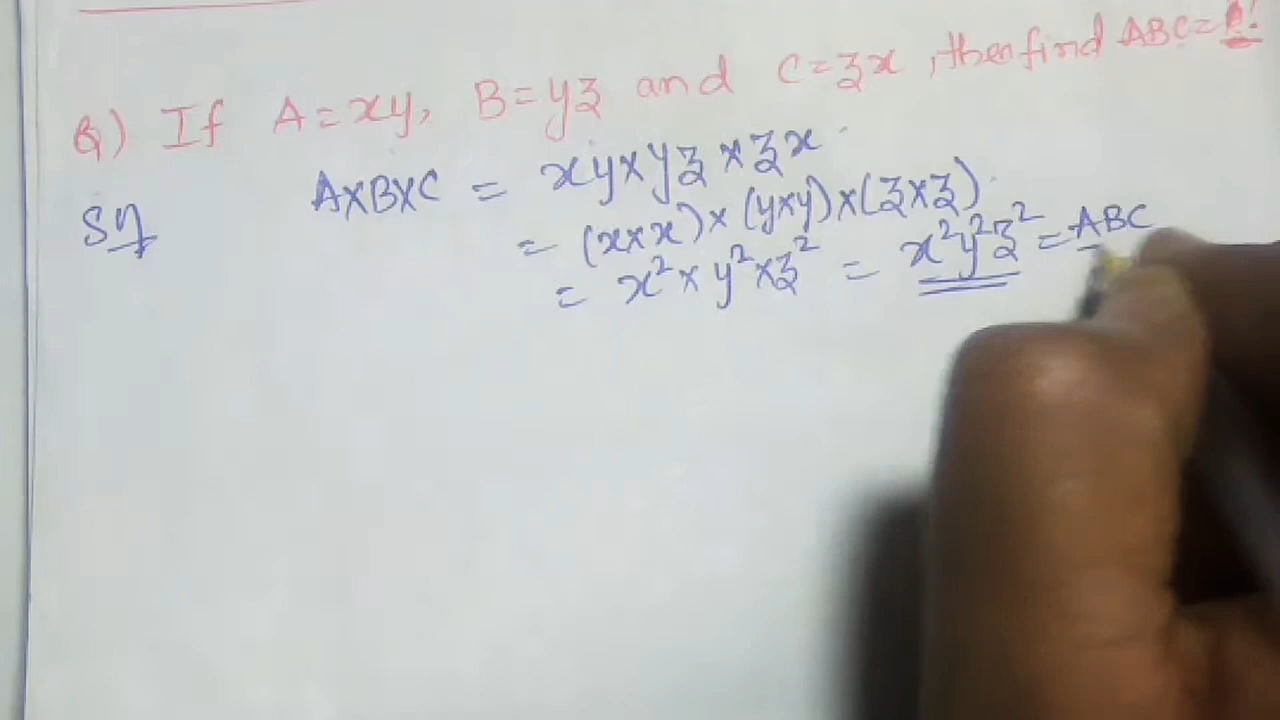 Q) If A=xy, B=yz and C=zx, then find ABC=
Sol
A×B×C = xy×yz×zx
= (x×x)×(y×y)×(z×z)
= x²×y²×z² = x²y²z² = ABC